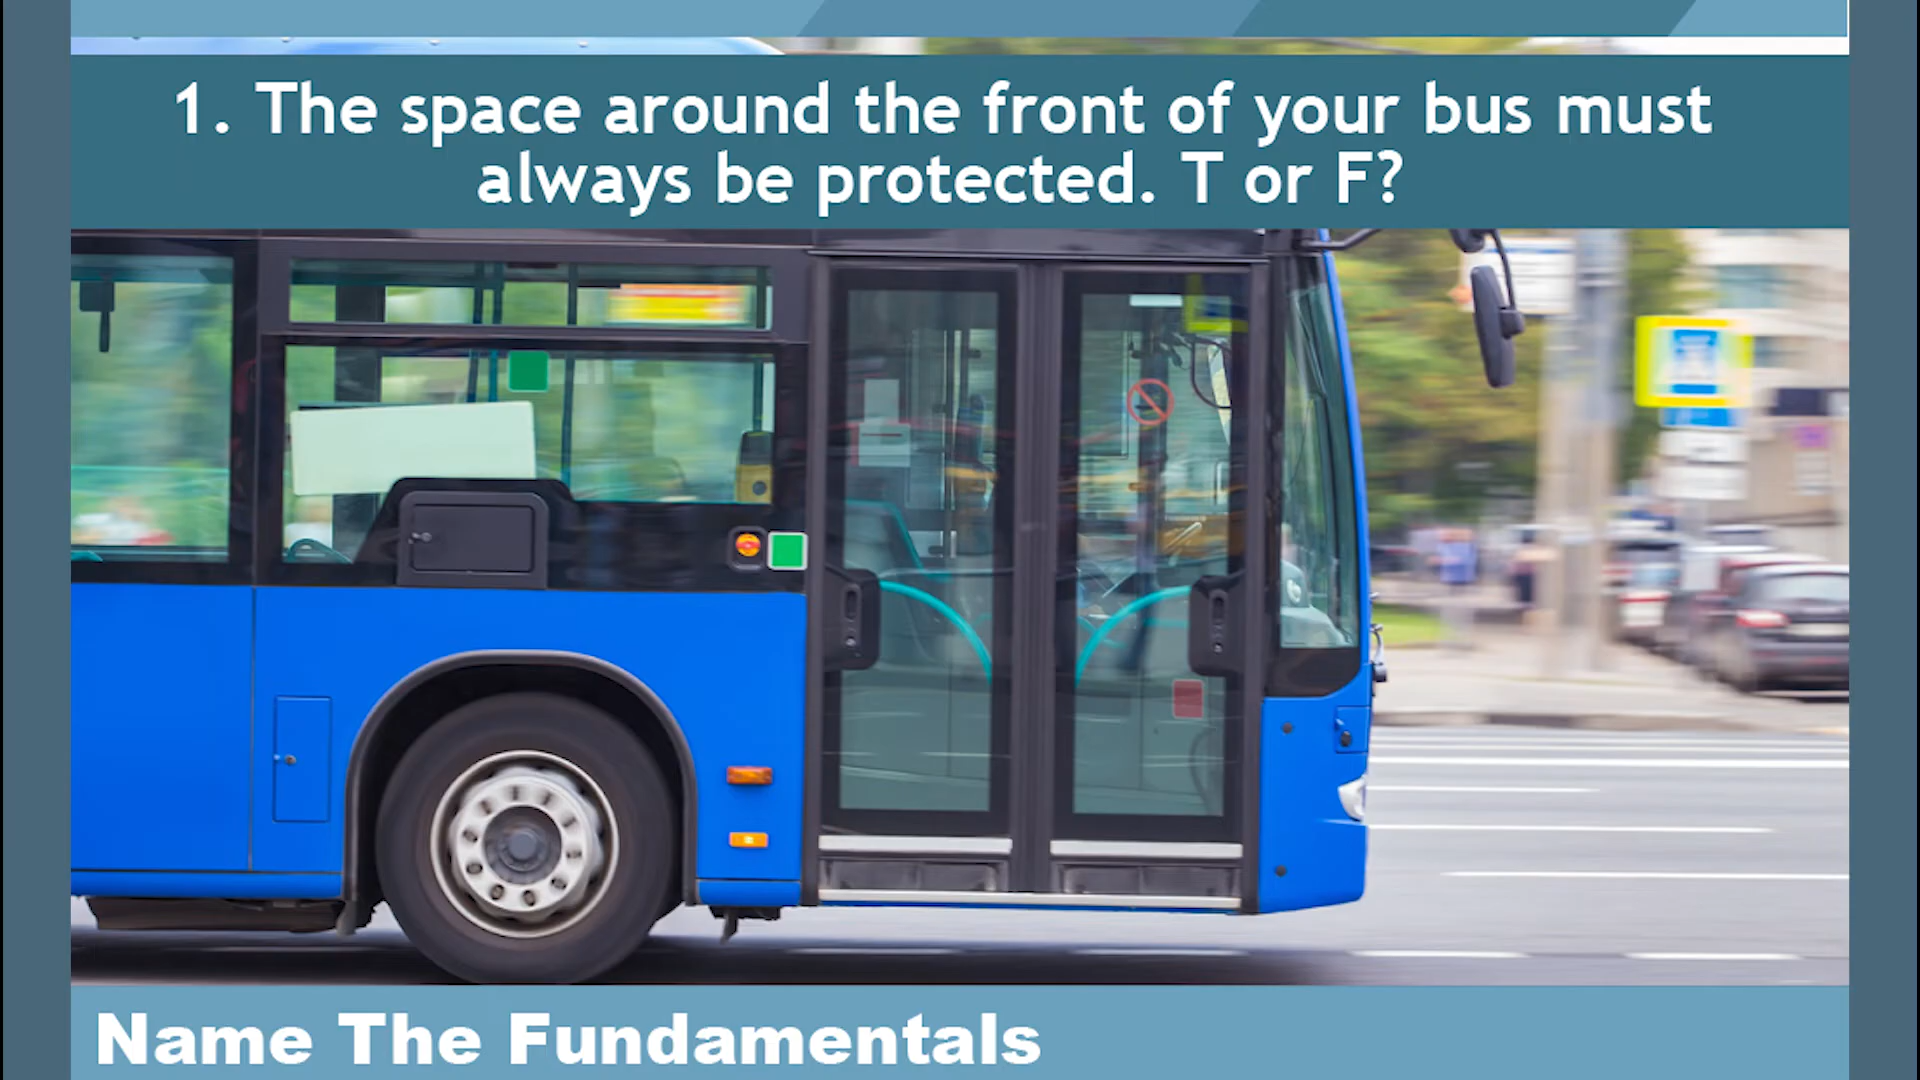 1. The space around the front of your bus must
always be protected. T or F?
Name The Fundamentals